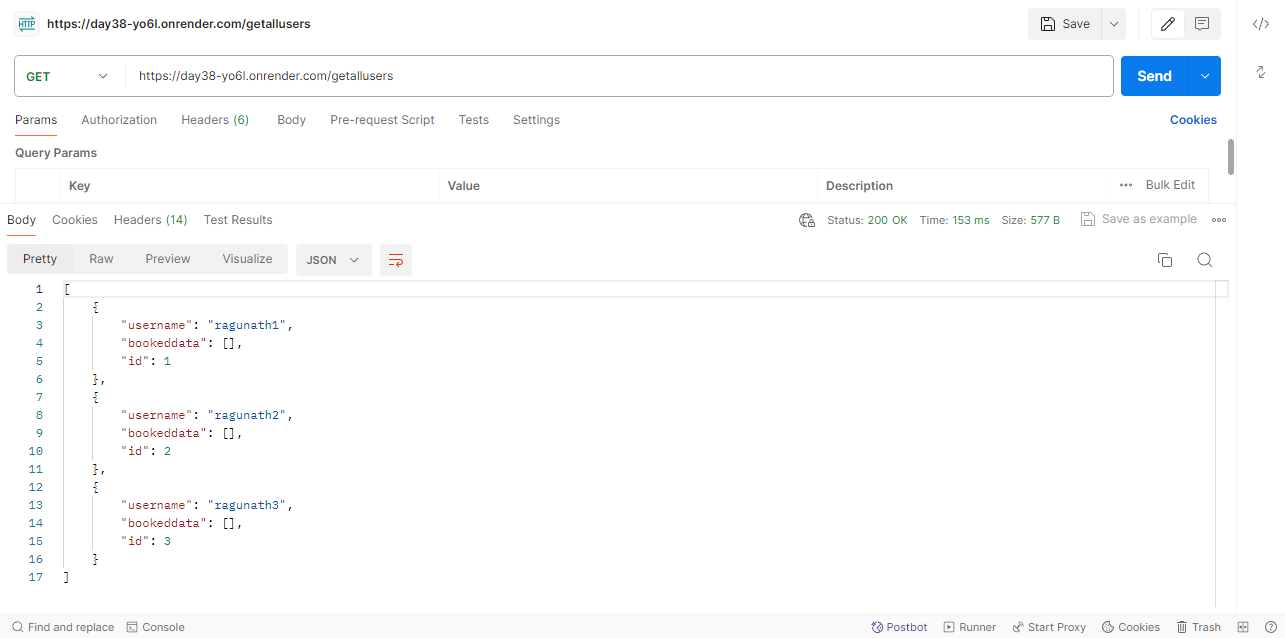 HTTP https://day38-yo6l.onrender.com/getallusers Save
GET https://day38-yo6l.onrender.com/getallusers Send
Params Authorization Headers (6) Body Pre-request Script Tests Settings Cookies
Query Params
Key Value Description ••• Bulk Edit
Body Cookies Headers (14) Test Results Status: 200 OK Time: 153 ms Size: 577 B Save as example
Pretty Raw Preview Visualize JSON
1 [
2 {
3 "username": "ragunath1",
4 "bookeddata": [],
5 "id": 1
6 },
7 {
8 "username": "ragunath2",
9 "bookeddata": [],
10 "id": 2
11 },
12 {
13 "username": "ragunath3",
14 "bookeddata": [],
15 "id": 3
16 }
17 ]
Find and replace Console Postbot Runner Start Proxy Cookies Trash